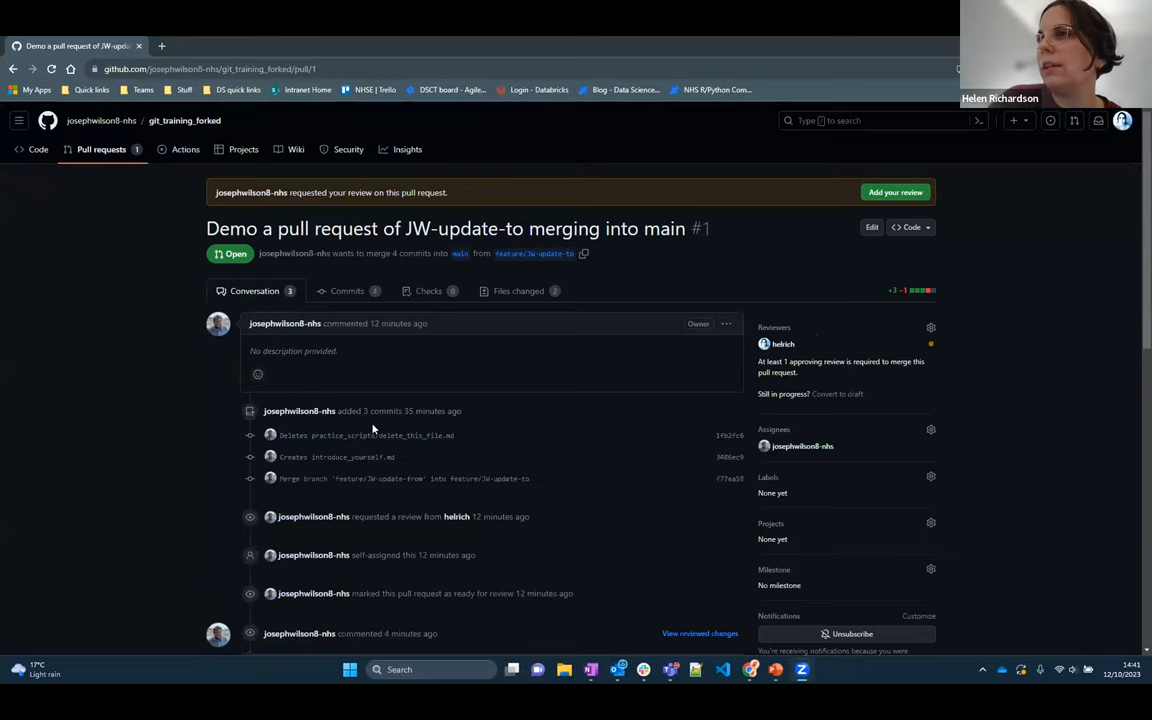 Demo a pull request of JW-upda
github.com/josephwilson8-nhs/git_training_forked/pull/1
My Apps Quick links Teams Stuff DS quick links Intranet Home NHSE | Trello DSCT board - Agile... Login - Databricks Blog - Data Science... NHS R/Python Com...
Helen Richardson
josephwilson8-nhs / git_training_forked
Type / to search
Code Pull requests 1 Actions Projects Wiki Security Insights
josephwilson8-nhs requested your review on this pull request.
Add your review
Demo a pull request of JW-update-to merging into main #1
Edit <> Code
Open josephwilson8-nhs wants to merge 4 commits into main from feature/JW-update-to
Conversation 3 Commits 4 Checks 0 Files changed 2
+3 −1
josephwilson8-nhs commented 12 minutes ago
Owner ...
No description provided.
josephwilson8-nhs added 3 commits 35 minutes ago
Deletes practice_scripts/delete_this_file.md 1fb2fc6
Creates introduce_yourself.md 3486ec9
Merge branch 'feature/JW-update-from' into feature/JW-update-to f77ea58
josephwilson8-nhs requested a review from helrich 12 minutes ago
josephwilson8-nhs self-assigned this 12 minutes ago
josephwilson8-nhs marked this pull request as ready for review 12 minutes ago
josephwilson8-nhs commented 4 minutes ago
View reviewed changes
Reviewers
helrich
At least 1 approving review is required to merge this
pull request.
Still in progress? Convert to draft
Assignees
josephwilson8-nhs
Labels
None yet
Projects
None yet
Milestone
No milestone
Notifications Customize
Unsubscribe
You're receiving notifications because you were
17°C
Light rain
Search
14:41
12/10/2023